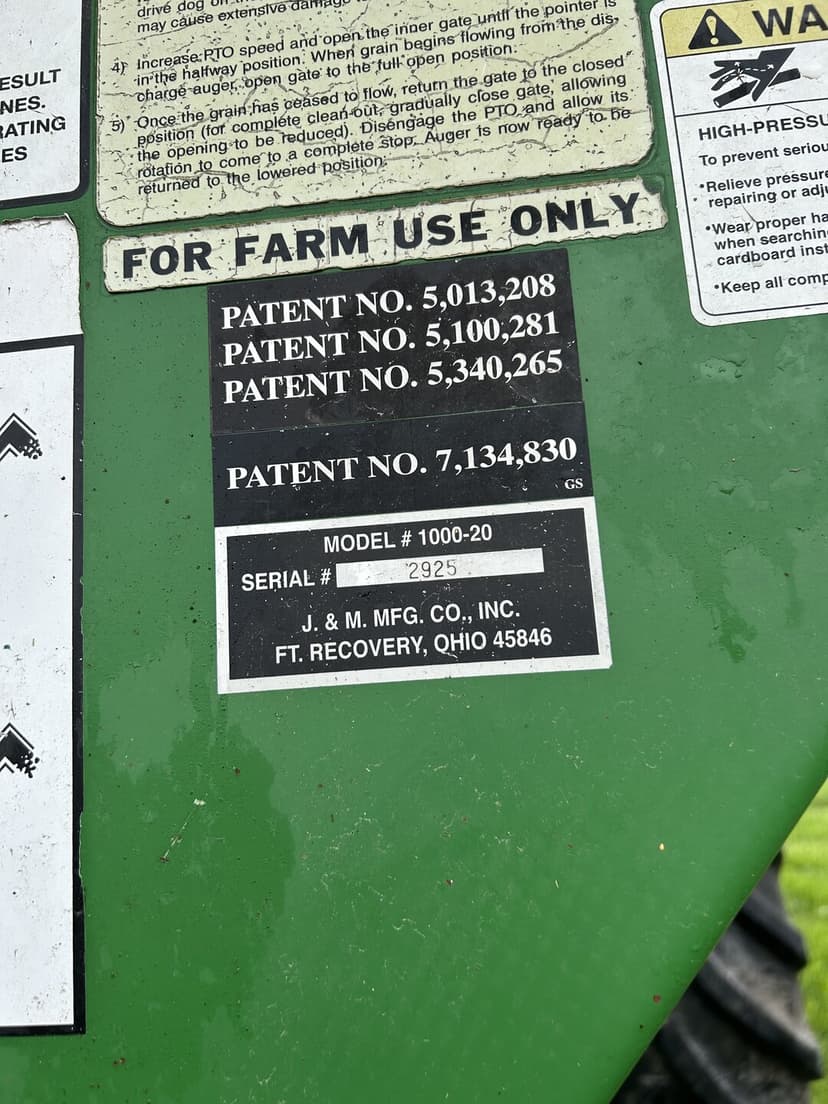 drive dog on
may cause extensive damage
4) Increase PTO speed and open the inner gate until the pointer is
in the halfway position. When grain begins flowing from the dis-
charge auger, open gate to the full open position.
5) Once the grain has ceased to flow, return the gate to the closed
position (for complete clean out, gradually close gate, allowing
the opening to be reduced). Disengage the PTO and allow its
rotation to come to a complete stop. Auger is now ready to be
returned to the lowered position.
ESULT
NES.
RATING
ES
FOR FARM USE ONLY
PATENT NO. 5,013,208
PATENT NO. 5,100,281
PATENT NO. 5,340,265
PATENT NO. 7,134,830
GS
MODEL # 1000-20
SERIAL # 2925
J. & M. MFG. CO., INC.
FT. RECOVERY, OHIO 45846
WA
HIGH-PRESSU
To prevent seriou
•Relieve pressure
repairing or adj
•Wear proper ha
when searchin
cardboard inst
•Keep all comp